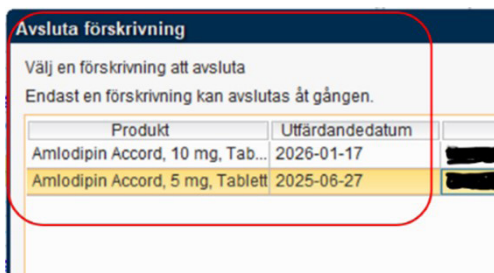 Avsluta förskrivning
Välj en förskrivning att avsluta
Endast en förskrivning kan avslutas åt gången.
Produkt Utfärdandedatum
Amlodipin Accord, 10 mg, Tab... 2026-01-17
Amlodipin Accord, 5 mg, Tablett 2025-06-27